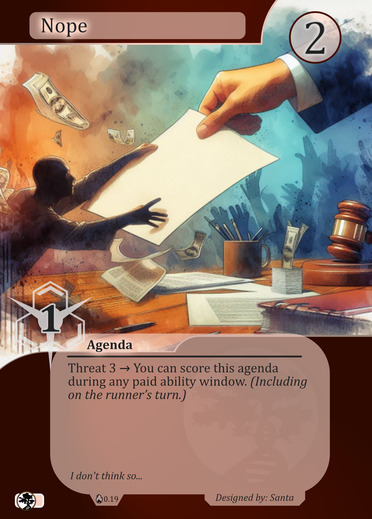 Nope
2
1
Agenda
Threat 3 → You can score this agenda
during any paid ability window. (Including
on the runner's turn.)
I don't think so...
0.19
Designed by: Santa